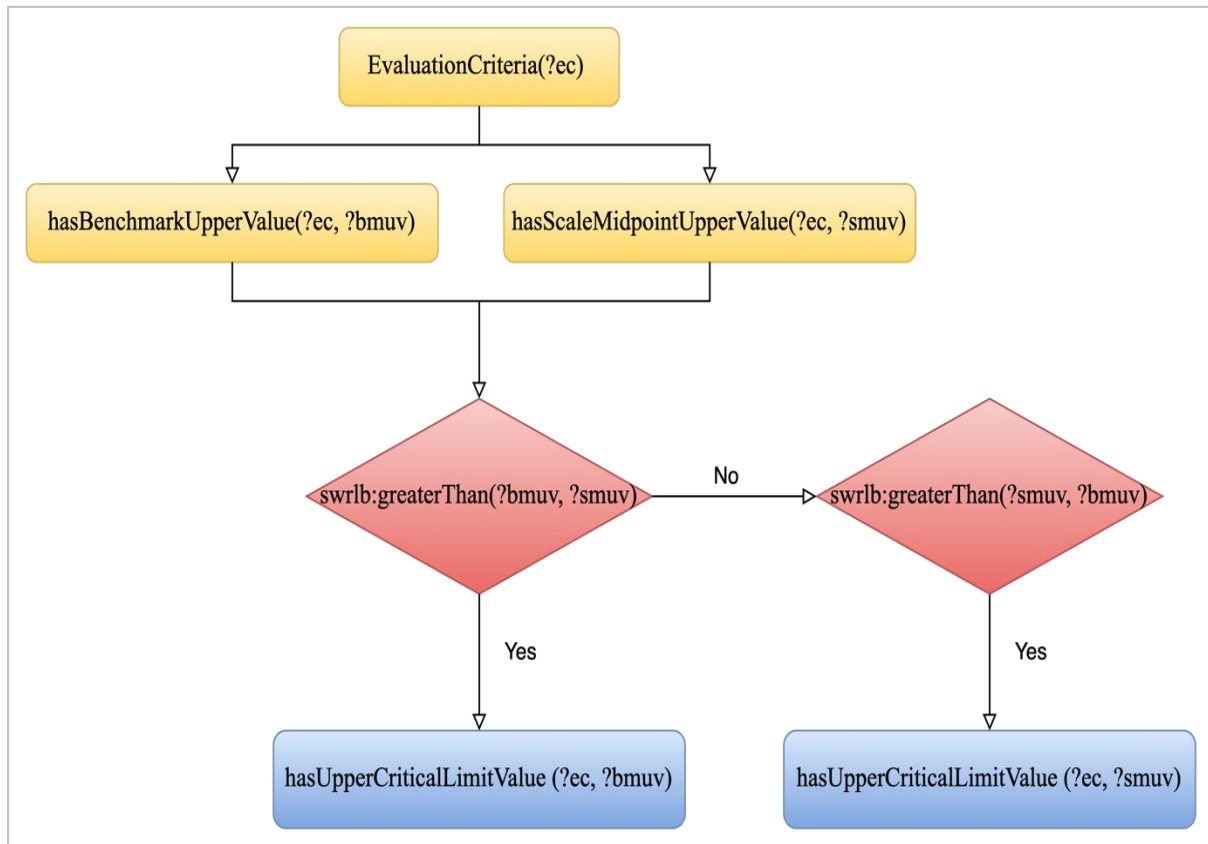 EvaluationCriteria(?ec)
hasBenchmarkUpperValue(?ec, ?bmuv)
hasScaleMidpointUpperValue(?ec, ?smuv)
swrlb:greaterThan(?bmuv, ?smuv)
No
swrlb:greaterThan(?smuv, ?bmuv)
Yes
Yes
hasUpperCriticalLimitValue (?ec, ?bmuv)
hasUpperCriticalLimitValue (?ec, ?smuv)